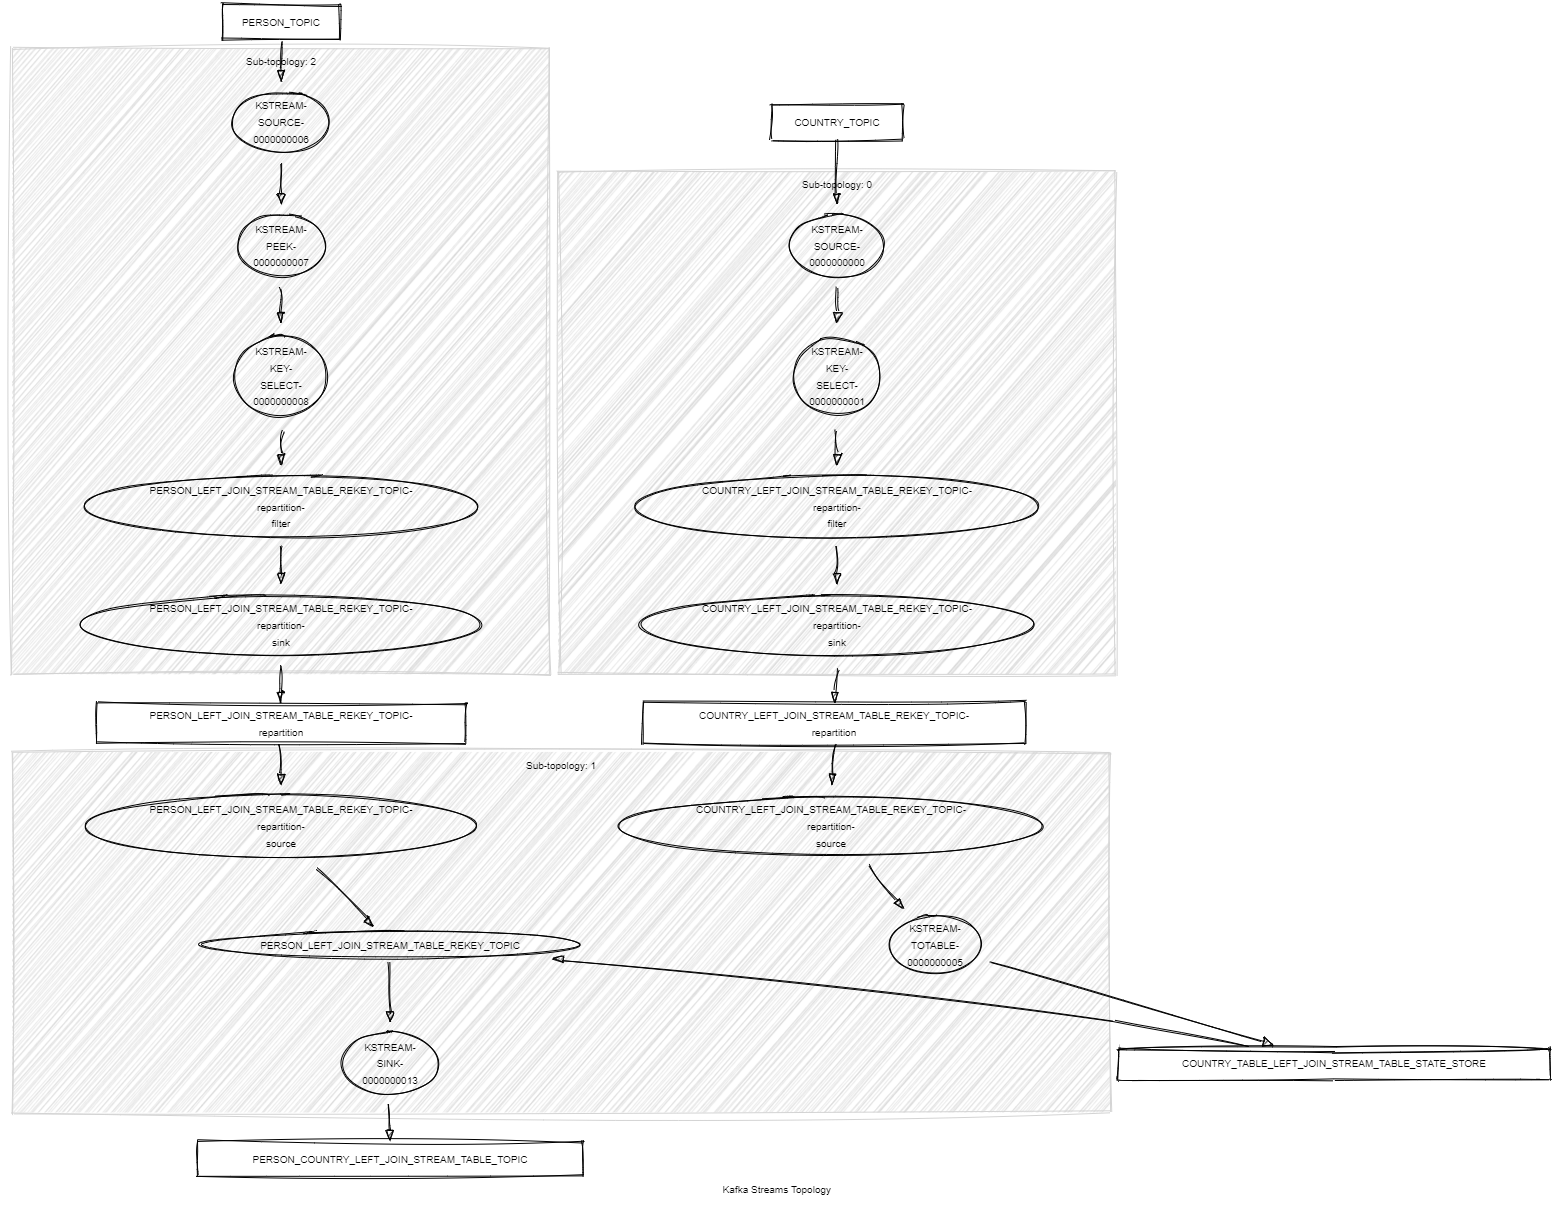 PERSON_TOPIC
Sub-topology: 2
KSTREAM-
SOURCE-
0000000006
KSTREAM-
PEEK-
0000000007
KSTREAM-
KEY-
SELECT-
0000000008
PERSON_LEFT_JOIN_STREAM_TABLE_REKEY_TOPIC-
repartition-
filter
PERSON_LEFT_JOIN_STREAM_TABLE_REKEY_TOPIC-
repartition-
sink
PERSON_LEFT_JOIN_STREAM_TABLE_REKEY_TOPIC-
repartition
COUNTRY_TOPIC
Sub-topology: 0
KSTREAM-
SOURCE-
0000000000
KSTREAM-
KEY-
SELECT-
0000000001
COUNTRY_LEFT_JOIN_STREAM_TABLE_REKEY_TOPIC-
repartition-
filter
COUNTRY_LEFT_JOIN_STREAM_TABLE_REKEY_TOPIC-
repartition-
sink
COUNTRY_LEFT_JOIN_STREAM_TABLE_REKEY_TOPIC-
repartition
Sub-topology: 1
PERSON_LEFT_JOIN_STREAM_TABLE_REKEY_TOPIC-
repartition-
source
COUNTRY_LEFT_JOIN_STREAM_TABLE_REKEY_TOPIC-
repartition-
source
PERSON_LEFT_JOIN_STREAM_TABLE_REKEY_TOPIC
KSTREAM-
TOTABLE-
0000000005
KSTREAM-
SINK-
0000000013
COUNTRY_TABLE_LEFT_JOIN_STREAM_TABLE_STATE_STORE
PERSON_COUNTRY_LEFT_JOIN_STREAM_TABLE_TOPIC
Kafka Streams Topology